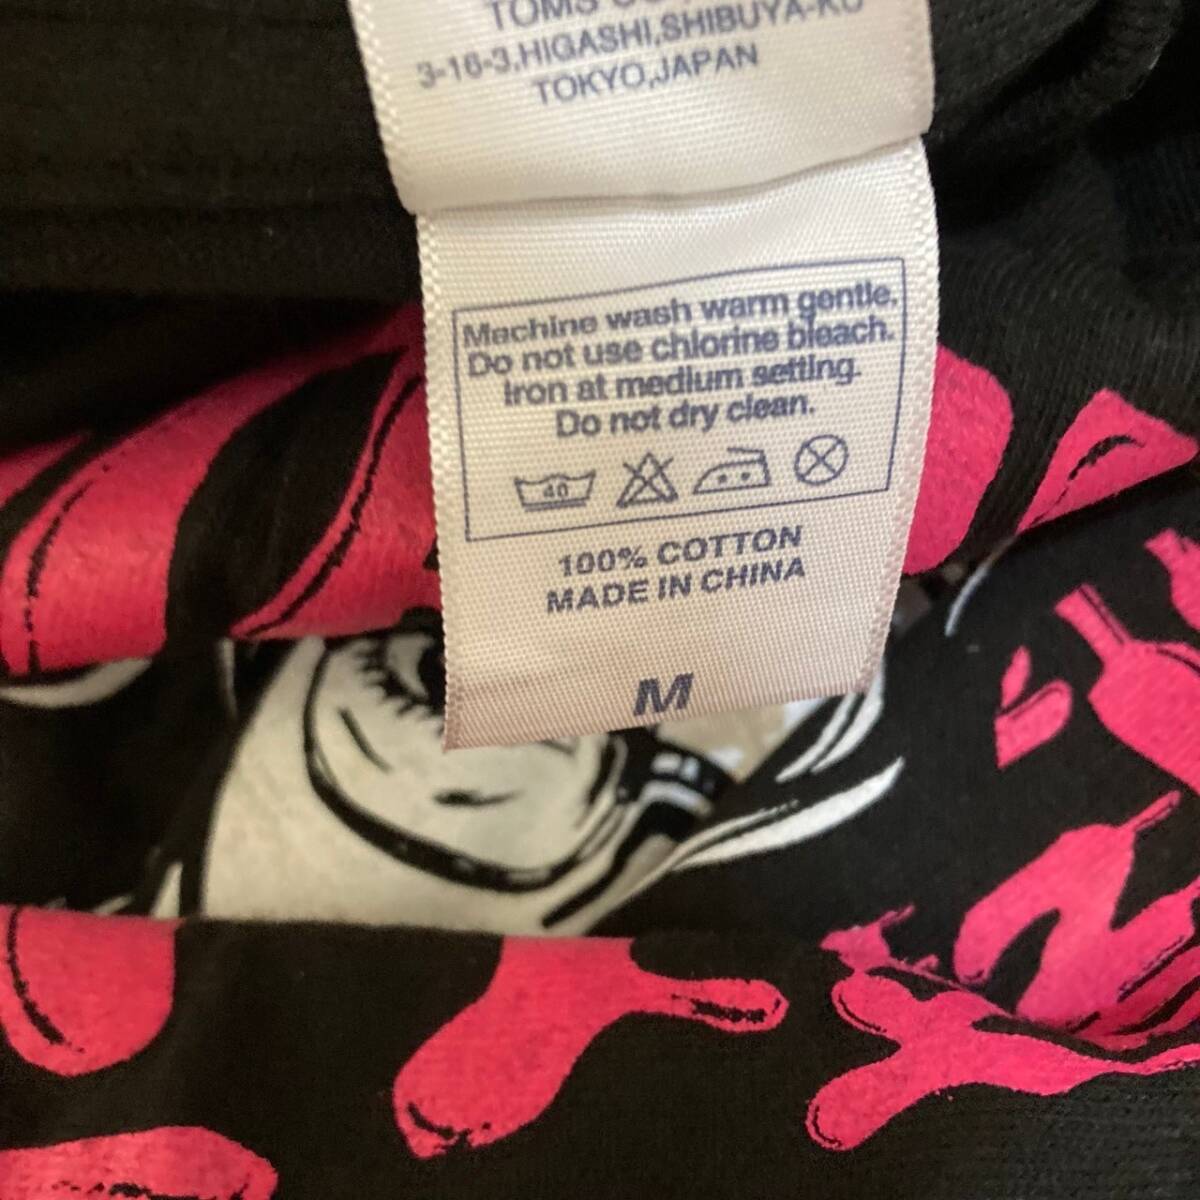 TOMS
3-16-3,HIGASHI,SHIBUYA-KU
TOKYO,JAPAN
Machine wash warm gentle.
Do not use chlorine bleach.
Iron at medium setting.
Do not dry clean.
40
100% COTTON
MADE IN CHINA
M